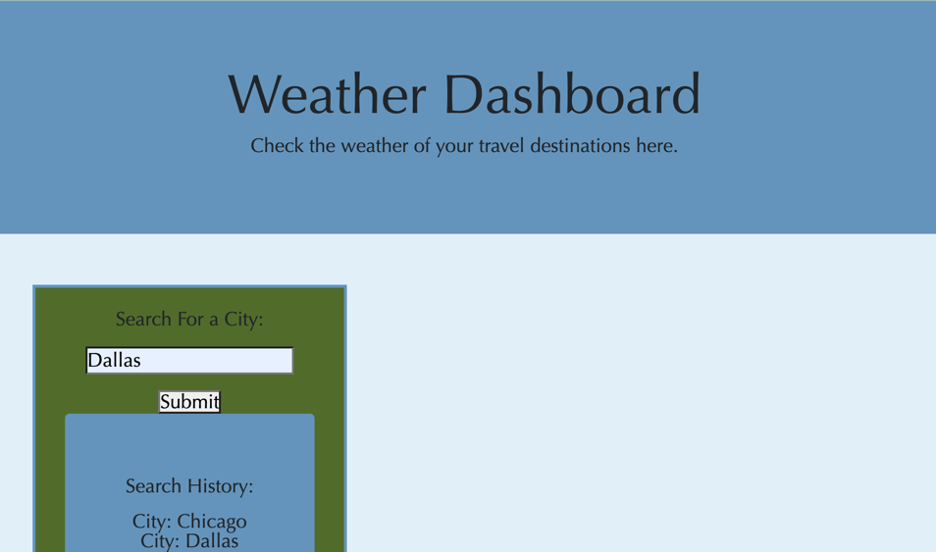 Weather Dashboard
Check the weather of your travel destinations here.
Search For a City:
Dallas
Submit
Search History:
City: Chicago
City: Dallas